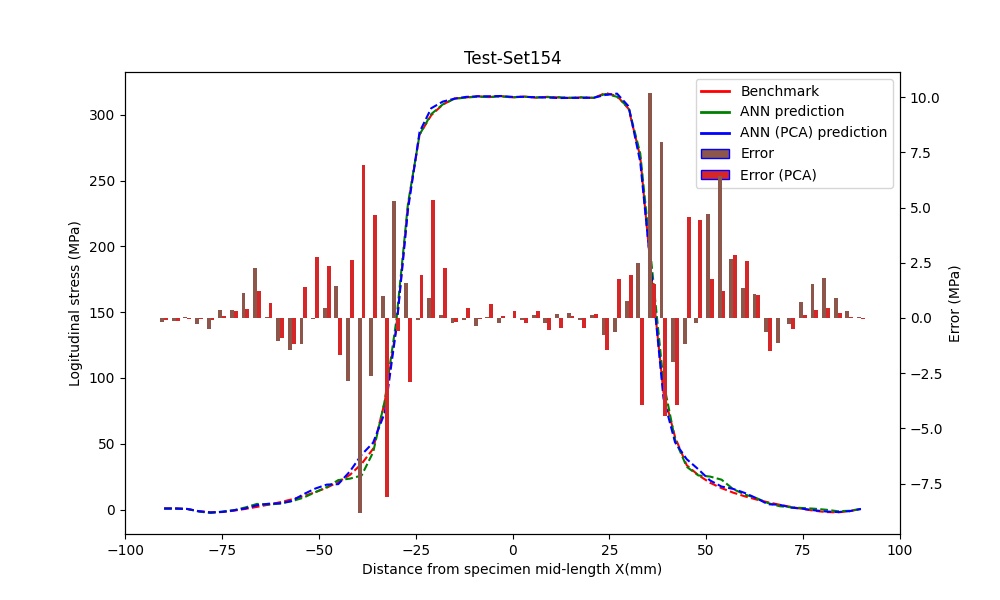 Test-Set154
Logitudinal stress (MPa)
300
250
200
150
100
50
0
Benchmark
ANN prediction
ANN (PCA) prediction
Error
Error (PCA)
10.0
7.5
5.0
2.5
0.0
−2.5
−5.0
−7.5
Error (MPa)
−100 −75 −50 −25 0 25 50 75 100
Distance from specimen mid-length X(mm)